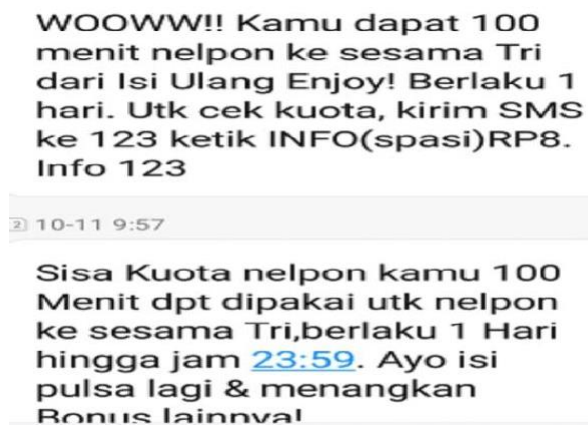 WOOWW!! Kamu dapat 100
menit nelpon ke sesama Tri
dari Isi Ulang Enjoy! Berlaku 1
hari. Utk cek kuota, kirim SMS
ke 123 ketik INFO(spasi)RP8.
Info 123
2 10-11 9:57
Sisa Kuota nelpon kamu 100
Menit dpt dipakai utk nelpon
ke sesama Tri,berlaku 1 Hari
hingga jam 23:59. Ayo isi
pulsa lagi & menangkan
Bonus lainnya!